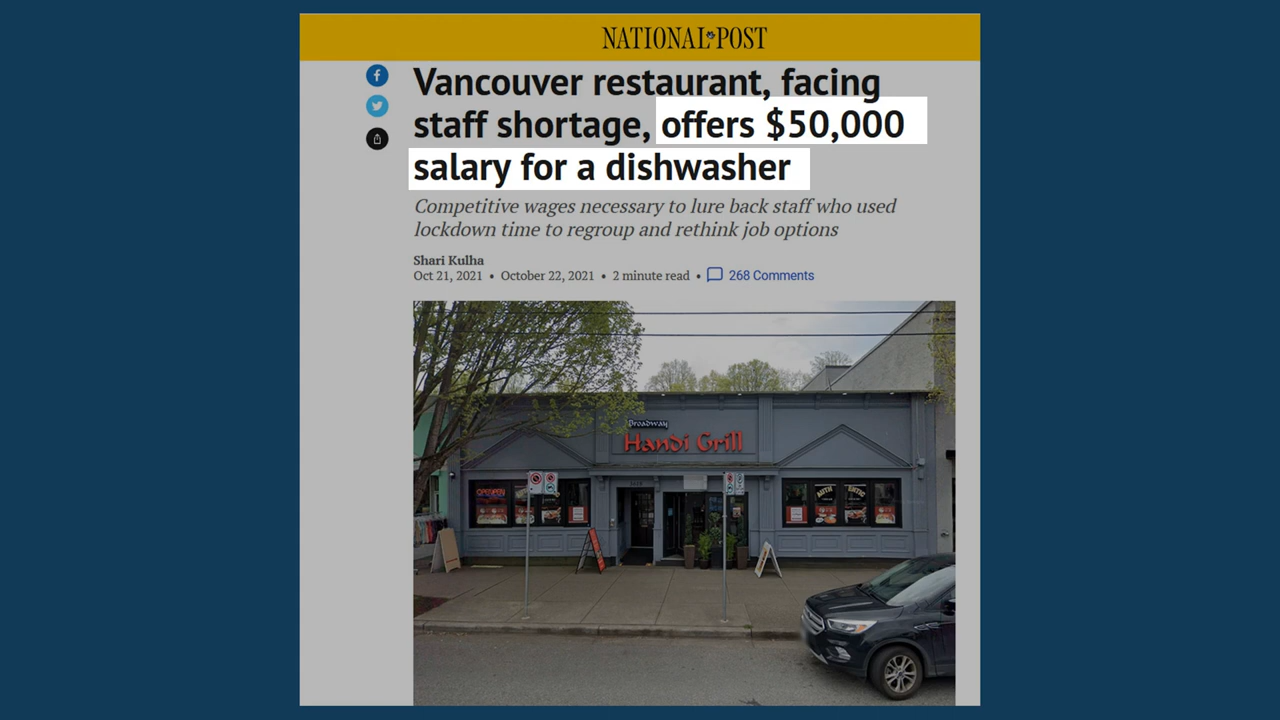 NATIONAL POST
Vancouver restaurant, facing
staff shortage, offers $50,000
salary for a dishwasher
Competitive wages necessary to lure back staff who used
lockdown time to regroup and rethink job options
Shari Kulha
Oct 21, 2021 • October 22, 2021 • 2 minute read • 268 Comments
Broadway
Handi Grill
AUTH ENTIC